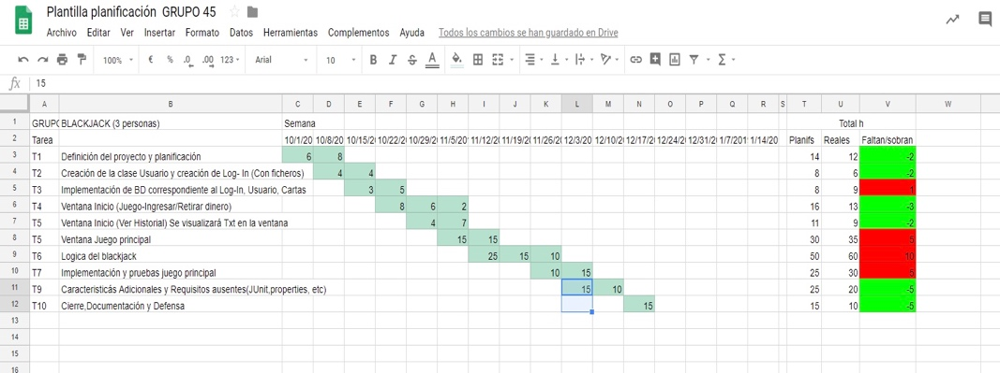 Plantilla planificación GRUPO 45
Archivo Editar Ver Insertar Formato Datos Herramientas Complementos Ayuda Todos los cambios se han guardado en Drive
100% € % .0 .00 123 Arial 10 B I S A Σ
fx 15
A B C D E F G H I J K L M N O P Q R S T U V W
1 GRUPO BLACKJACK (3 personas) Semana Total h
2 Tarea 10/1/20 10/8/20 10/15/2 10/22/2 10/29/2 11/5/20 11/12/2 11/19/2 11/26/2 12/3/20 12/10/2 12/17/2 12/24/2 12/31/2 1/7/201 1/14/20 Planifs Reales Faltan/sobran
3 T1 Definición del proyecto y planificación 6 8 14 12 -2
4 T2 Creación de la clase Usuario y creación de Log- In (Con ficheros) 4 4 8 6 -2
5 T3 Implementación de BD correspondiente al Log-In, Usuario, Cartas 3 5 8 9 1
6 T4 Ventana Inicio (Juego-Ingresar/Retirar dinero) 8 6 2 16 13 -3
7 T5 Ventana Inicio (Ver Historial) Se visualizará Txt en la ventana 4 7 11 9 -2
8 T5 Ventana Juego principal 15 15 30 35 5
9 T6 Logica del blackjack 25 15 10 50 60 10
10 T7 Implementación y pruebas juego principal 10 15 25 30 5
11 T9 Caracteristicás Adicionales y Requisitos ausentes(JUnit,properties, etc) 15 10 25 20 -5
12 T10 Cierre,Documentación y Defensa 15 15 10 -5
13
14
15
16